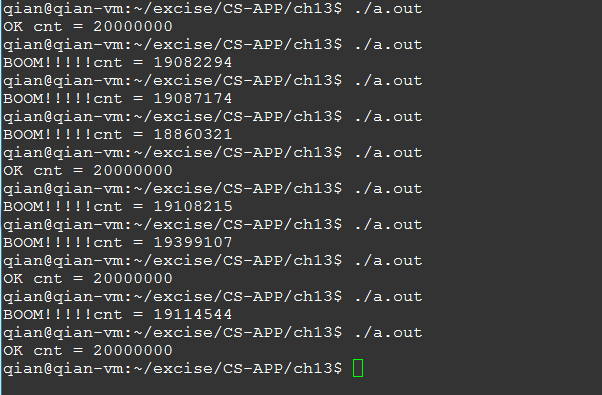 qian@qian-vm:~/excise/CS-APP/ch13$ ./a.out
OK cnt = 20000000
qian@qian-vm:~/excise/CS-APP/ch13$ ./a.out
BOOM!!!!!cnt = 19082294
qian@qian-vm:~/excise/CS-APP/ch13$ ./a.out
BOOM!!!!!cnt = 19087174
qian@qian-vm:~/excise/CS-APP/ch13$ ./a.out
BOOM!!!!!cnt = 18860321
qian@qian-vm:~/excise/CS-APP/ch13$ ./a.out
OK cnt = 20000000
qian@qian-vm:~/excise/CS-APP/ch13$ ./a.out
BOOM!!!!!cnt = 19108215
qian@qian-vm:~/excise/CS-APP/ch13$ ./a.out
BOOM!!!!!cnt = 19399107
qian@qian-vm:~/excise/CS-APP/ch13$ ./a.out
OK cnt = 20000000
qian@qian-vm:~/excise/CS-APP/ch13$ ./a.out
BOOM!!!!!cnt = 19114544
qian@qian-vm:~/excise/CS-APP/ch13$ ./a.out
OK cnt = 20000000
qian@qian-vm:~/excise/CS-APP/ch13$